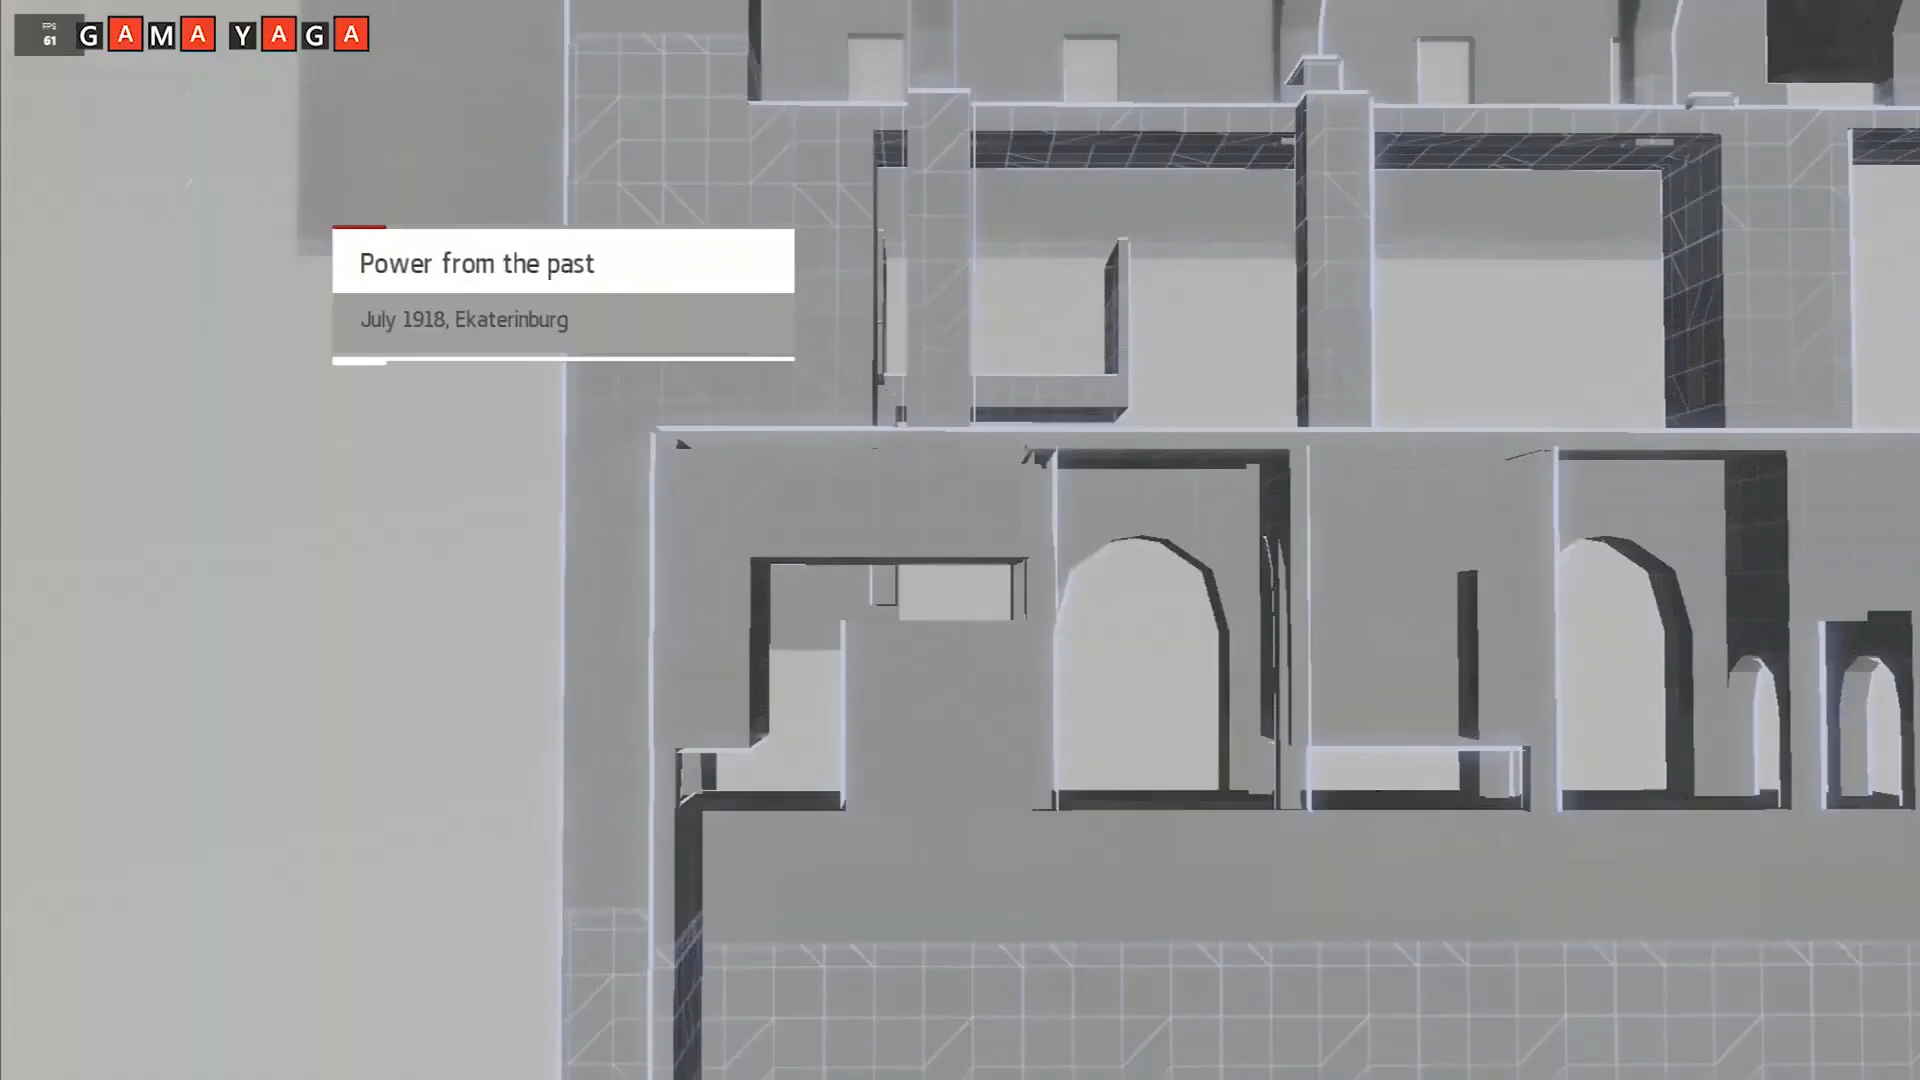 FPS
61
GAMA YAGA
Power from the past
July 1918, Ekaterinburg